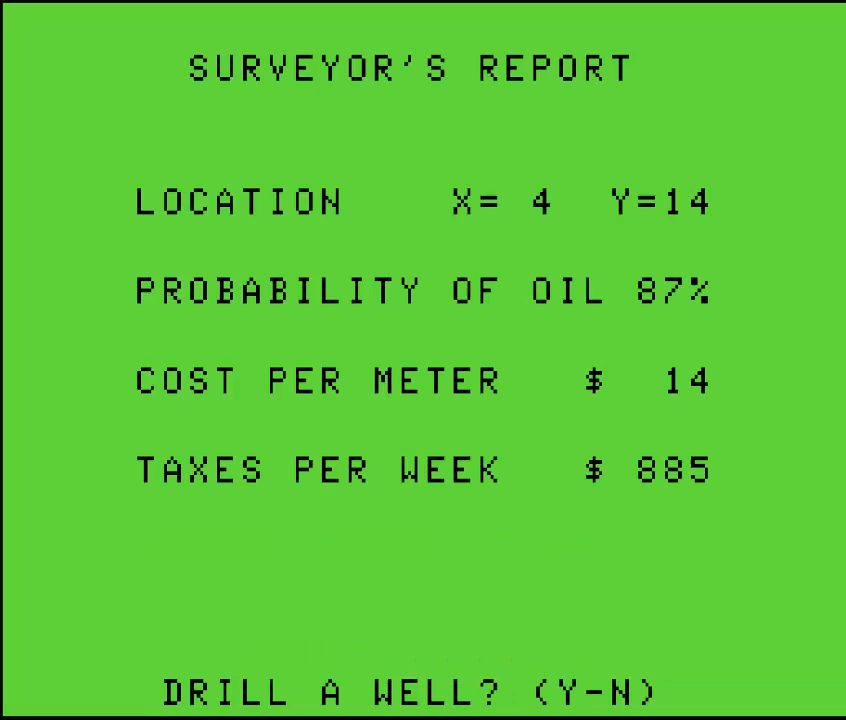 SURVEYOR'S REPORT
LOCATION X= 4 Y=14
PROBABILITY OF OIL 87%
COST PER METER $ 14
TAXES PER WEEK $ 885
DRILL A WELL? (Y-N)